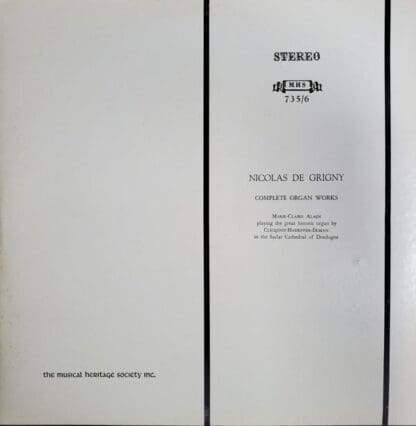 STEREO
MHS
735/6
NICOLAS DE GRIGNY
COMPLETE ORGAN WORKS
Marie-Claire Alain
playing the great historic organ by
Clicquot-Haerpfer-Erman
in the Sarlat Cathedral of Dordogne
the musical heritage society inc.